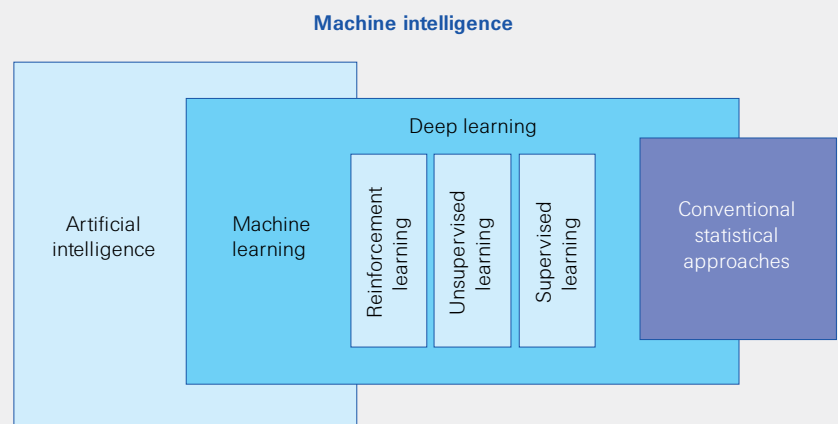 Machine intelligence
Deep learning
Artificial
intelligence
Machine
learning
Reinforcement
learning
Unsupervised
learning
Supervised
learning
Conventional
statistical
approaches